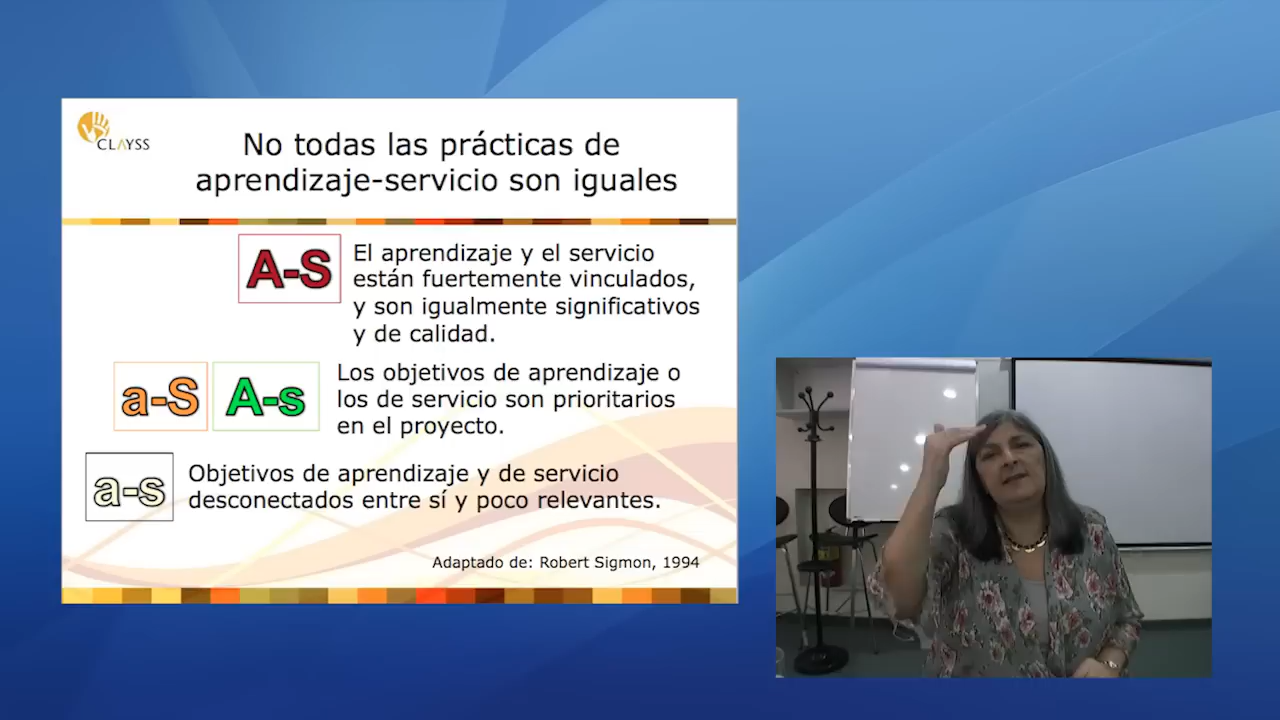 CLAYSS
No todas las prácticas de
aprendizaje-servicio son iguales
A-S
El aprendizaje y el servicio
están fuertemente vinculados,
y son igualmente significativos
y de calidad.
a-S A-s
Los objetivos de aprendizaje o
los de servicio son prioritarios
en el proyecto.
a-s
Objetivos de aprendizaje y de servicio
desconectados entre sí y poco relevantes.
Adaptado de: Robert Sigmon, 1994